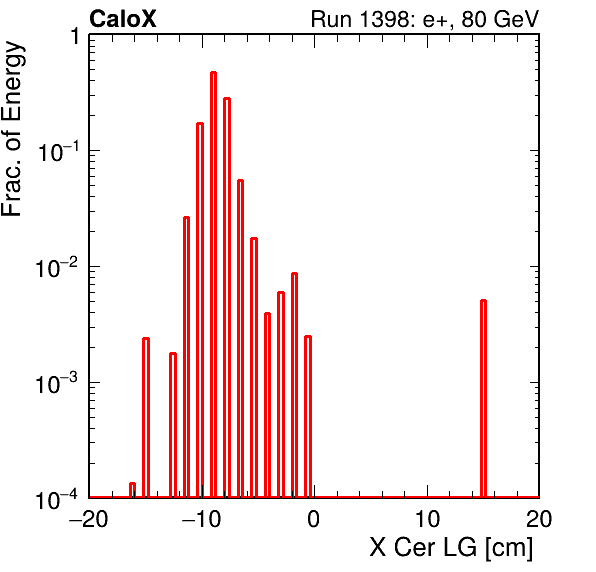 CaloX Run 1398: e+, 80 GeV
Frac. of Energy
1
10⁻¹
10⁻²
10⁻³
10⁻⁴
−20 −10 0 10 20
X Cer LG [cm]